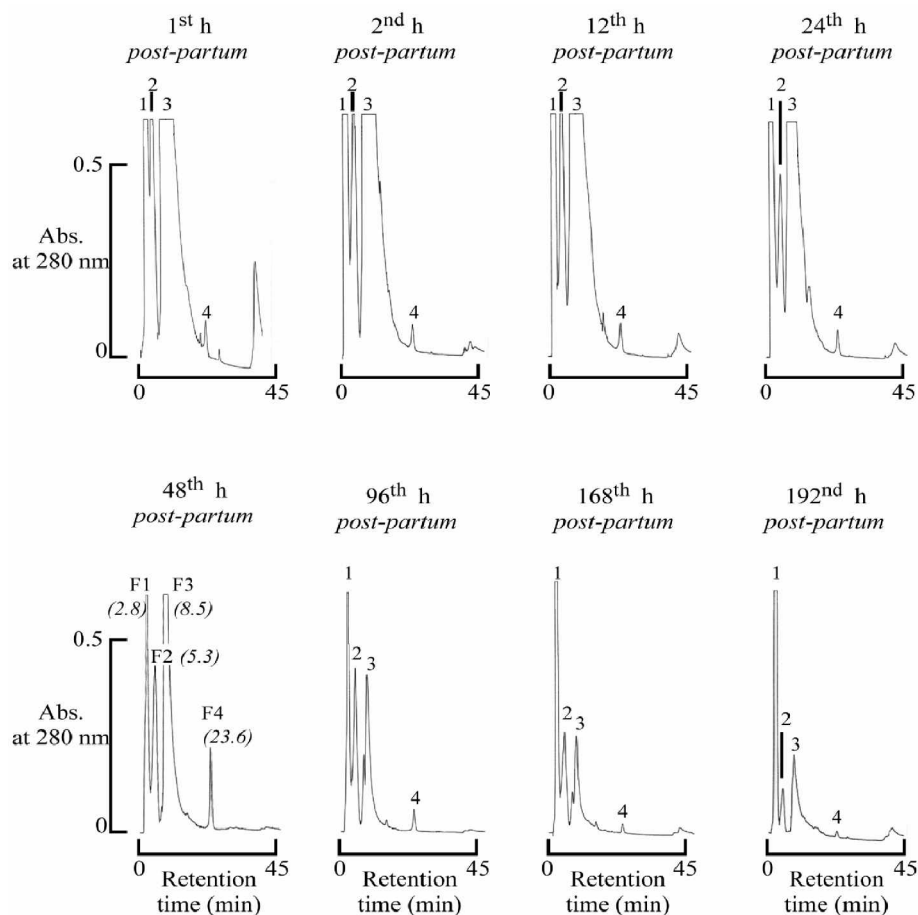 1st h 2nd h 12th h 24th h
post-partum post-partum post-partum post-partum
2 2 2 2
1 3 1 3 1 3 1 3
0.5
Abs.
at 280 nm
4 4 4 4
0
0 45 0 45 0 45 0 45
48th h 96th h 168th h 192nd h
post-partum post-partum post-partum post-partum
F1 F3 1 1 1
(2.8) (8.5)
0.5
F2 (5.3) 2 3
2 3 2 3
Abs.
at 280 nm
F4
(23.6)
4 4 4
0
0 45 0 45 0 45 0 45
Retention Retention Retention Retention
time (min) time (min) time (min) time (min)